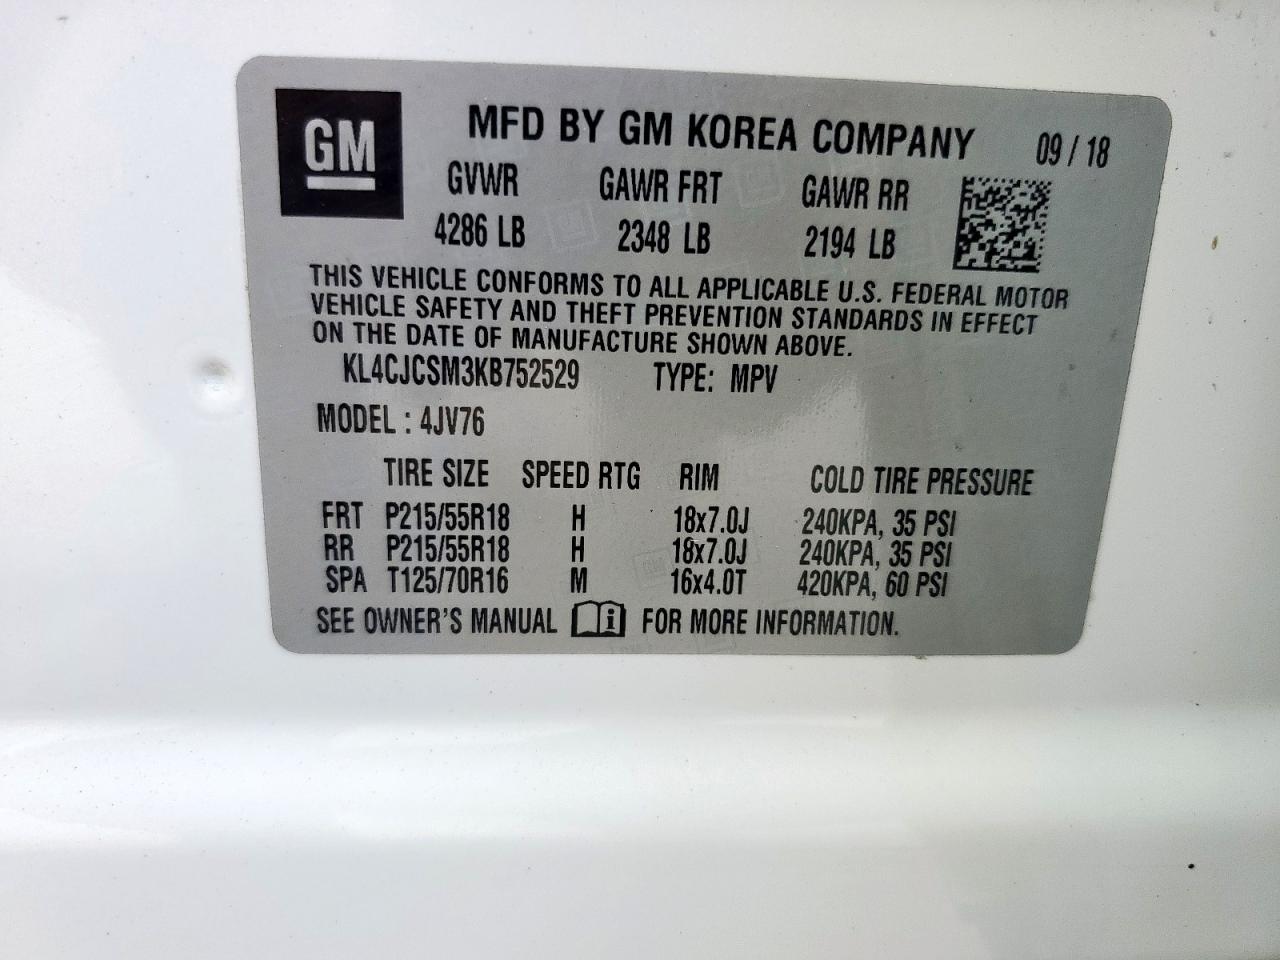 GM
MFD BY GM KOREA COMPANY 09 / 18
GVWR GAWR FRT GAWR RR
4286 LB 2348 LB 2194 LB
THIS VEHICLE CONFORMS TO ALL APPLICABLE U.S. FEDERAL MOTOR
VEHICLE SAFETY AND THEFT PREVENTION STANDARDS IN EFFECT
ON THE DATE OF MANUFACTURE SHOWN ABOVE.
KL4CJCSM3KB752529 TYPE: MPV
MODEL : 4JV76
TIRE SIZE SPEED RTG RIM COLD TIRE PRESSURE
FRT P215/55R18 H 18x7.0J 240KPA, 35 PSI
RR P215/55R18 H 18x7.0J 240KPA, 35 PSI
SPA T125/70R16 M 16x4.0T 420KPA, 60 PSI
SEE OWNER'S MANUAL i FOR MORE INFORMATION.